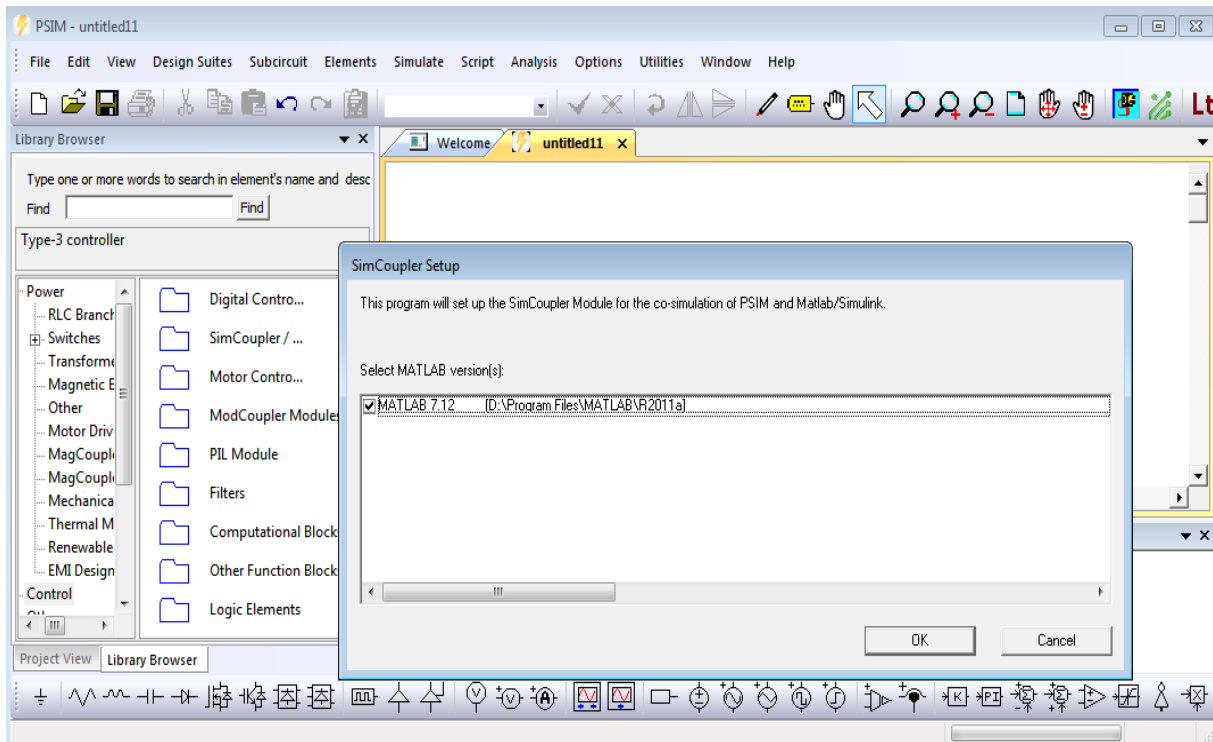 PSIM - untitled11
File Edit View Design Suites Subcircuit Elements Simulate Script Analysis Options Utilities Window Help
Lt
Library Browser
Welcome untitled11
Type one or more words to search in element's name and desc
Find Find
Type-3 controller
Power
RLC Branch
Switches
Transforme
Magnetic E
Other
Motor Driv
MagCoupl
MagCoupl
Mechanica
Thermal M
Renewable
EMI Design
Control
Digital Contro...
SimCoupler / ...
Motor Contro...
ModCoupler Modules
PIL Module
Filters
Computational Block
Other Function Block
Logic Elements
Project View Library Browser
SimCoupler Setup
This program will set up the SimCoupler Module for the co-simulation of PSIM and Matlab/Simulink.
Select MATLAB version(s):
MATLAB 7.12 (D:\Program Files\MATLAB\R2011a)
OK Cancel
V V A K PI